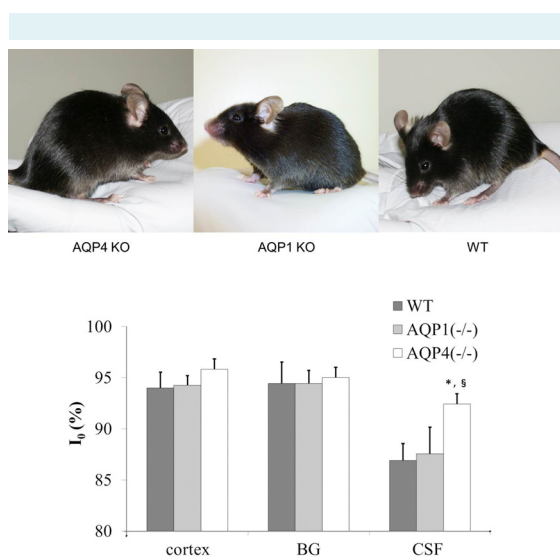 AQP4 KO AQP1 KO WT
WT
AQP1(-/-)
AQP4(-/-)
100
95
90
85
80
I₀ (%)
*, §
cortex BG CSF